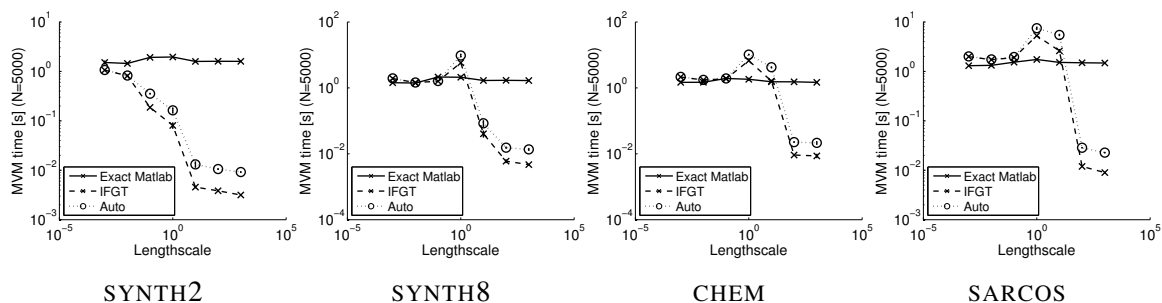 MVM time [s] (N=5000)
10^1
10^0
10^−1
10^−2
10^−3
Exact Matlab
IFGT
Auto
10^−5
10^0
10^5
Lengthscale
SYNTH2
MVM time [s] (N=5000)
10^2
10^0
10^−2
10^−4
Exact Matlab
IFGT
Auto
10^−5
10^0
10^5
Lengthscale
SYNTH8
MVM time [s] (N=5000)
10^2
10^0
10^−2
10^−4
Exact Matlab
IFGT
Auto
10^−5
10^0
10^5
Lengthscale
CHEM
MVM time [s] (N=5000)
10^1
10^0
10^−1
10^−2
10^−3
Exact Matlab
IFGT
Auto
10^−5
10^0
10^5
Lengthscale
SARCOS